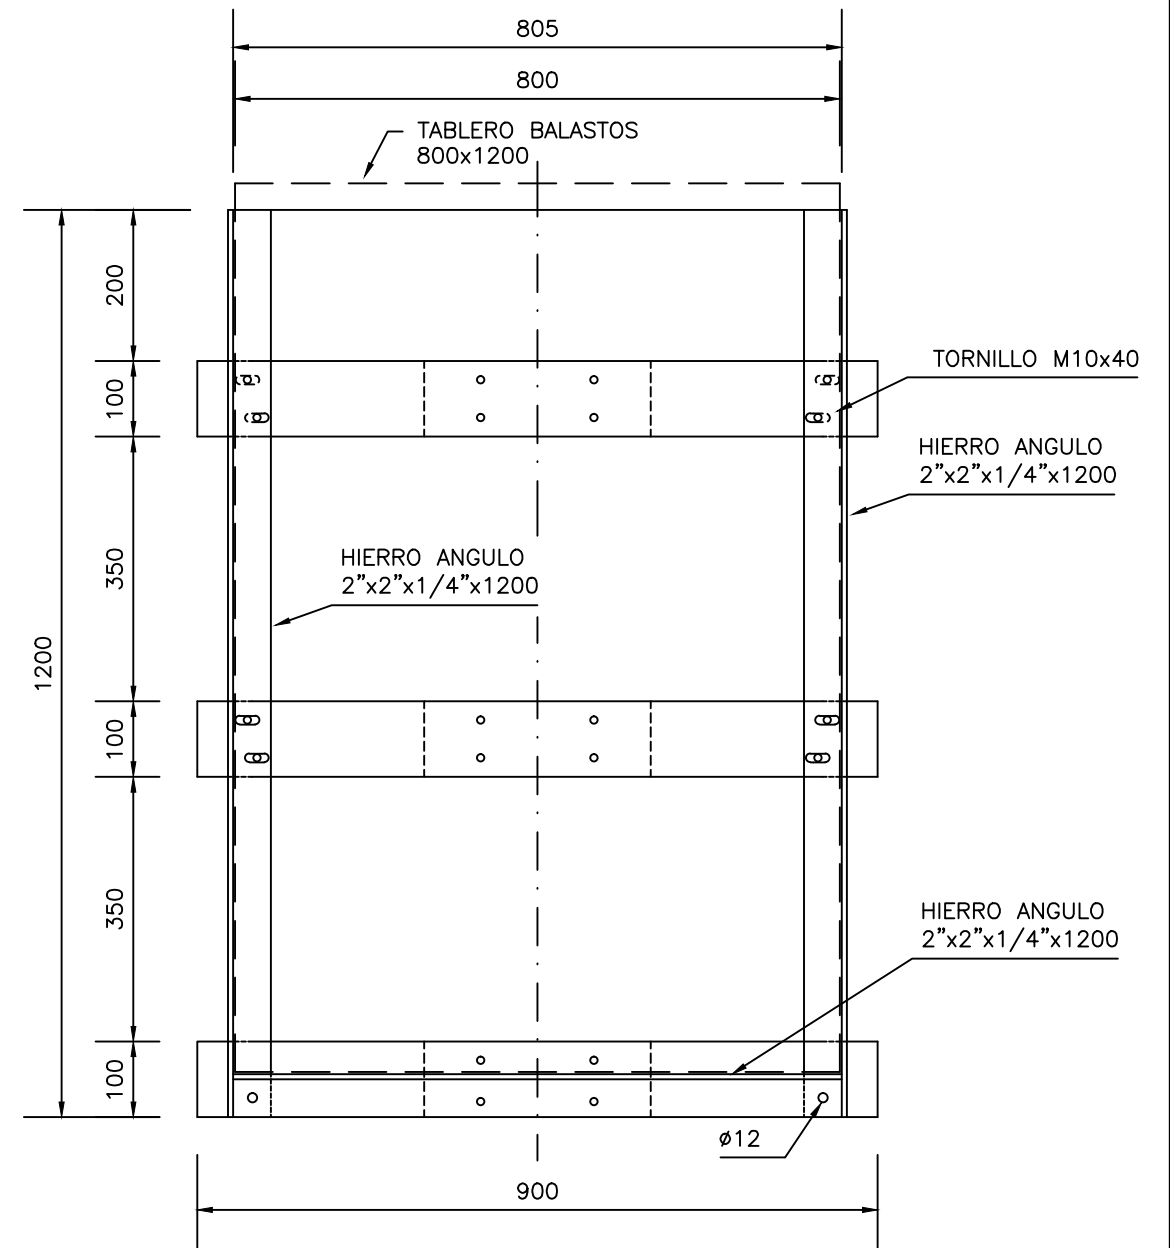 805
800
TABLERO BALASTOS
800x1200
200
100
TORNILLO M10x40
HIERRO ANGULO
2"x2"x1/4"x1200
350
HIERRO ANGULO
2"x2"x1/4"x1200
1200
100
350
HIERRO ANGULO
2"x2"x1/4"x1200
100
ø12
900